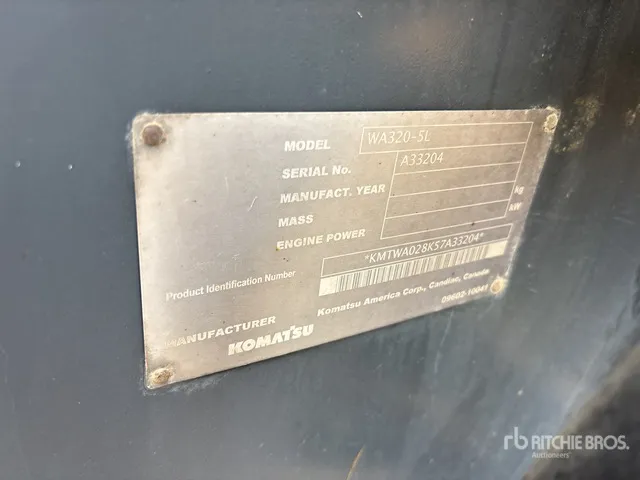 MODEL WA320-5L
SERIAL No. A33204
MANUFACT. YEAR
MASS kg
ENGINE POWER kW
Product Identification Number *KMTWA028K57A33204*
Komatsu America Corp., Candiac, Canada
09602-10041
MANUFACTURER KOMATSU
rb RITCHIE BROS.
Auctioneers